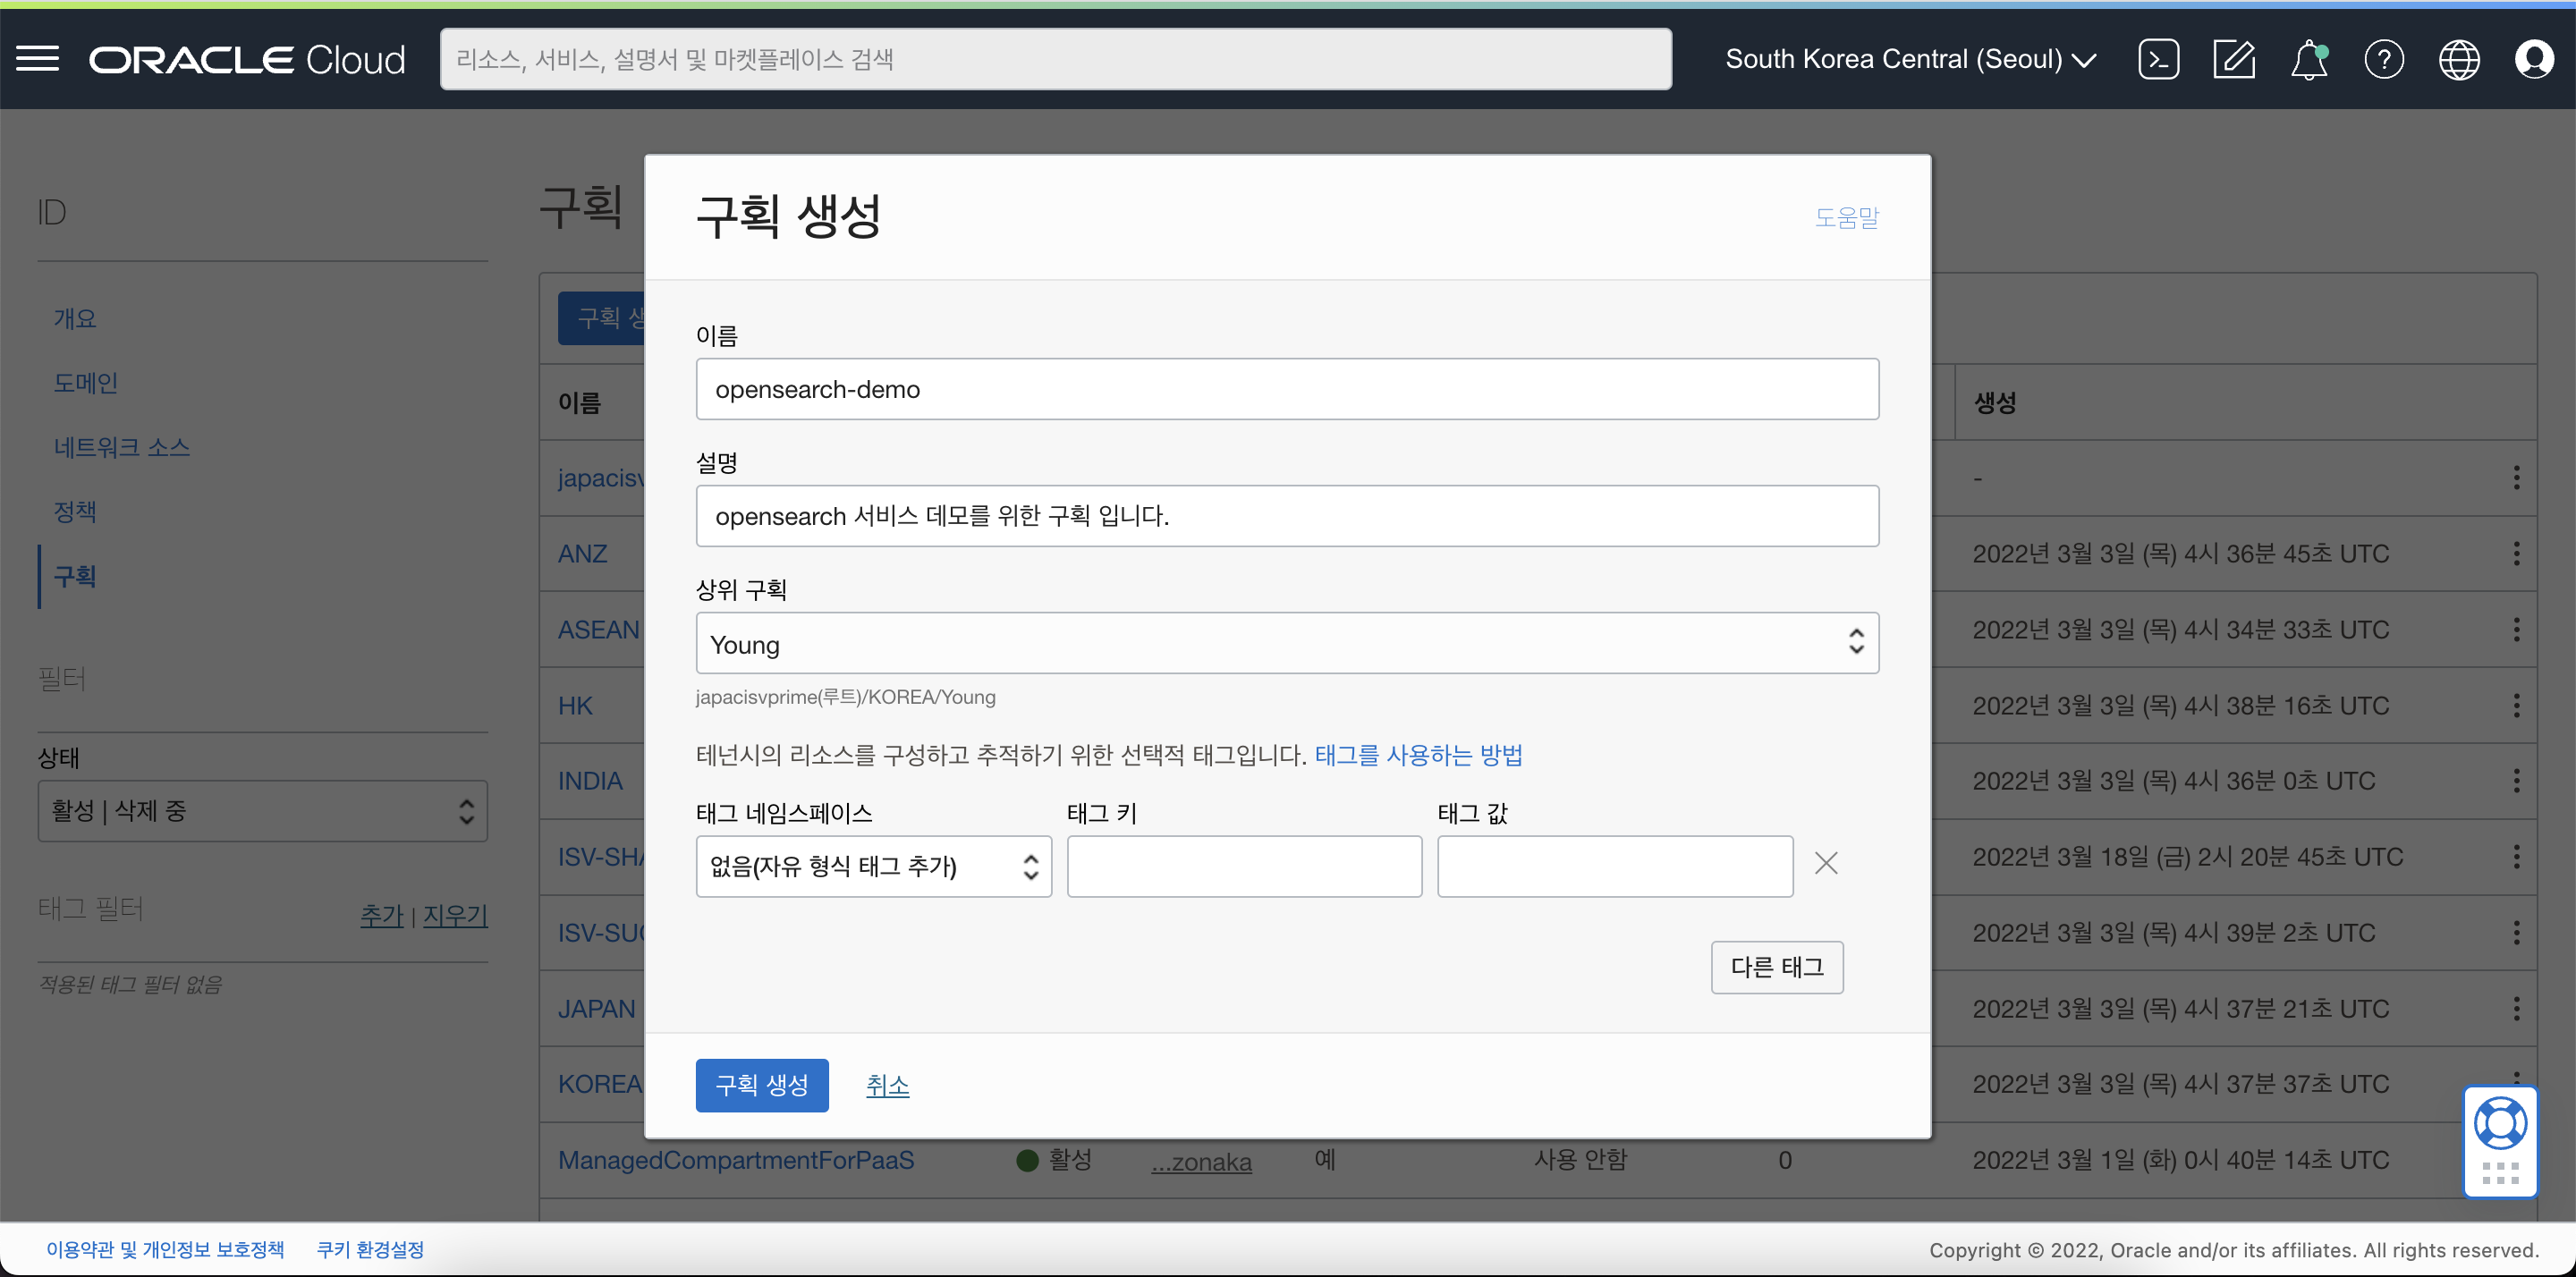 ORACLE Cloud
리소스, 서비스, 설명서 및 마켓플레이스 검색
South Korea Central (Seoul)
ID
개요
도메인
네트워크 소스
정책
구획
필터
상태
활성 | 삭제 중
태그 필터
추가 | 지우기
적용된 태그 필터 없음
구획
구획 생
이름
생성
japacisv
-
ANZ
2022년 3월 3일 (목) 4시 36분 45초 UTC
ASEAN
2022년 3월 3일 (목) 4시 34분 33초 UTC
HK
2022년 3월 3일 (목) 4시 38분 16초 UTC
INDIA
2022년 3월 3일 (목) 4시 36분 0초 UTC
ISV-SHA
2022년 3월 18일 (금) 2시 20분 45초 UTC
ISV-SUC
2022년 3월 3일 (목) 4시 39분 2초 UTC
JAPAN
2022년 3월 3일 (목) 4시 37분 21초 UTC
KOREA
2022년 3월 3일 (목) 4시 37분 37초 UTC
ManagedCompartmentForPaaS 활성 ...zonaka 예 사용 안함 0 2022년 3월 1일 (화) 0시 40분 14초 UTC
구획 생성
도움말
이름
opensearch-demo
설명
opensearch 서비스 데모를 위한 구획 입니다.
상위 구획
Young
japacisvprime(루트)/KOREA/Young
테넌시의 리소스를 구성하고 추적하기 위한 선택적 태그입니다. 태그를 사용하는 방법
태그 네임스페이스 태그 키 태그 값
없음(자유 형식 태그 추가)
다른 태그
구획 생성 취소
이용약관 및 개인정보 보호정책 쿠키 환경설정
Copyright © 2022, Oracle and/or its affiliates. All rights reserved.